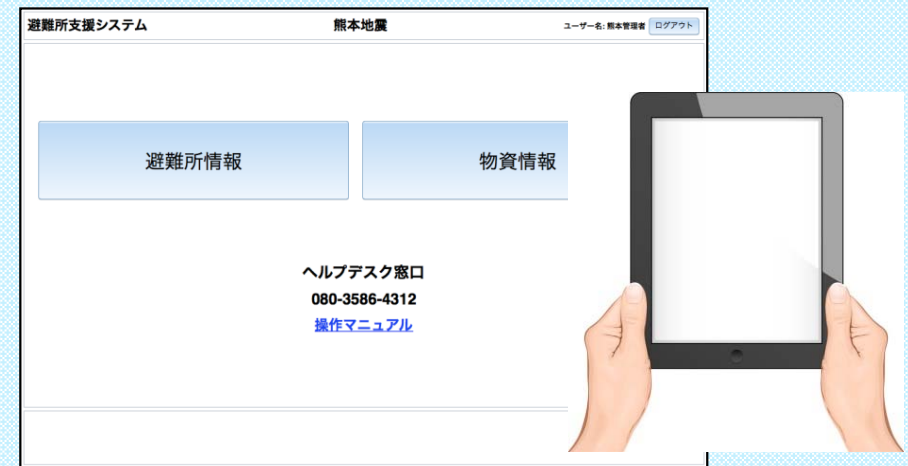 避難所支援システム 熊本地震 ユーザー名: 熊本管理者 ログアウト
避難所情報 物資情報
ヘルプデスク窓口
080-3586-4312
操作マニュアル